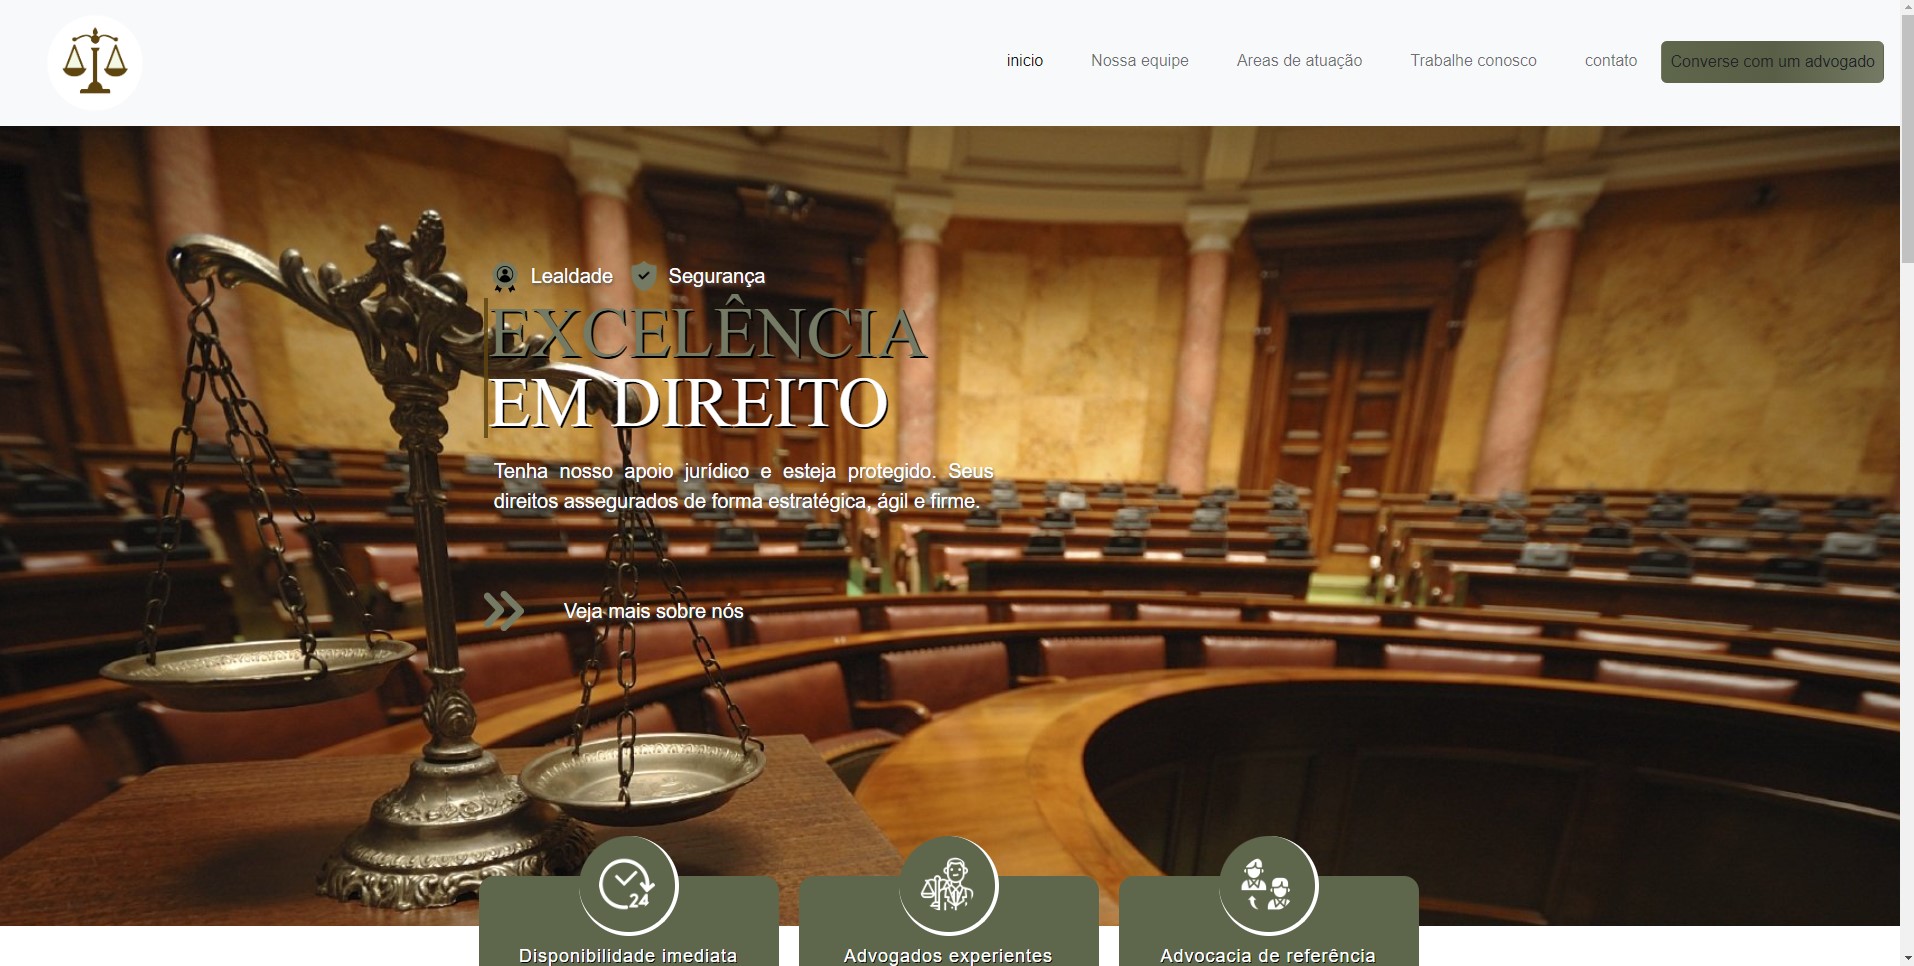 inicio
Nossa equipe
Areas de atuação
Trabalhe conosco
contato
Converse com um advogado
Lealdade
Segurança
EXCELÊNCIA
EM DIREITO
Tenha nosso apoio jurídico e esteja protegido. Seus
direitos assegurados de forma estratégica, ágil e firme.
Veja mais sobre nós
24
Disponibilidade imediata
Advogados experientes
Advocacia de referência